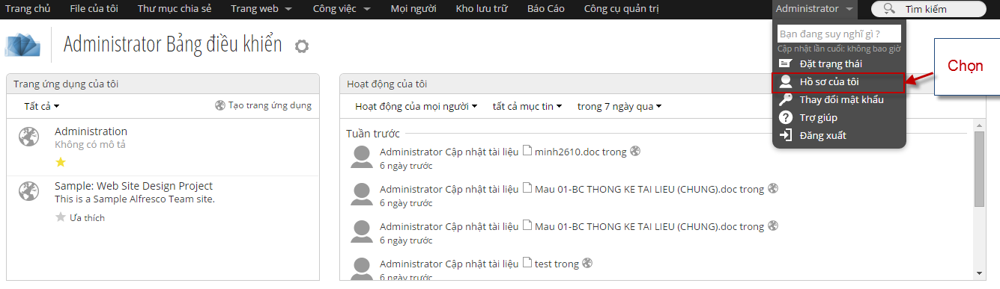 Trang chủ File của tôi Thư mục chia sẻ Trang web Công việc Mọi người Kho lưu trữ Báo Cáo Công cụ quản trị Administrator Tìm kiếm
Administrator Bảng điều khiển
Bạn đang suy nghĩ gì ?
Cập nhật lần cuối: không bao giờ
Đặt trạng thái
Hồ sơ của tôi
Thay đổi mật khẩu
Trợ giúp
Đăng xuất
Chọn
Trang ứng dụng của tôi
Tất cả Tạo trang ứng dụng
Administration
Không có mô tả
Sample: Web Site Design Project
This is a Sample Alfresco Team site.
Ưa thích
Hoạt động của tôi
Hoạt động của mọi người tất cả mục tin trong 7 ngày qua
Tuần trước
Administrator Cập nhật tài liệu minh2610.doc trong
6 ngày trước
Administrator Cập nhật tài liệu Mau 01-BC THONG KE TAI LIEU (CHUNG).doc trong
6 ngày trước
Administrator Cập nhật tài liệu Mau 01-BC THONG KE TAI LIEU (CHUNG).doc trong
6 ngày trước
Administrator Cập nhật tài liệu test trong
6 ngày trước